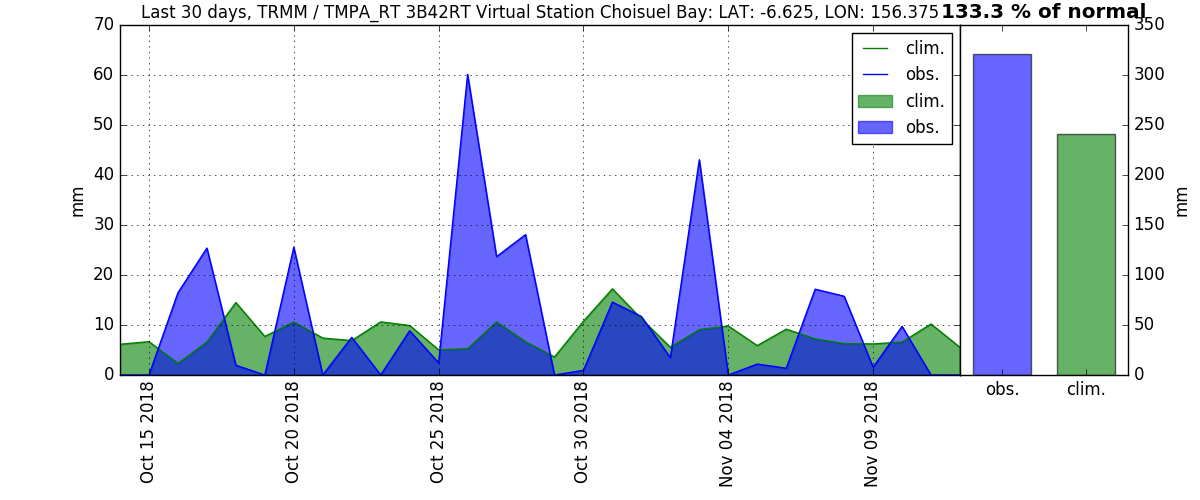 Last 30 days, TRMM / TMPA_RT 3B42RT Virtual Station Choisuel Bay: LAT: -6.625, LON: 156.375
133.3 % of normal
70
60
50
40
30
20
10
0
mm
clim.
obs.
clim.
obs.
Oct 15 2018
Oct 20 2018
Oct 25 2018
Oct 30 2018
Nov 04 2018
Nov 09 2018
350
300
250
200
150
100
50
0
mm
obs.
clim.